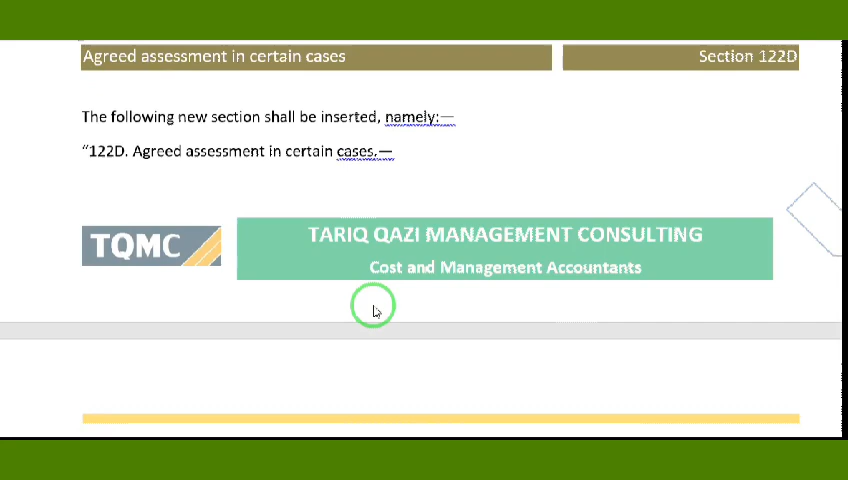 Agreed assessment in certain cases Section 122D
The following new section shall be inserted, namely:—
“122D. Agreed assessment in certain cases.—
TQMC
TARIQ QAZI MANAGEMENT CONSULTING
Cost and Management Accountants